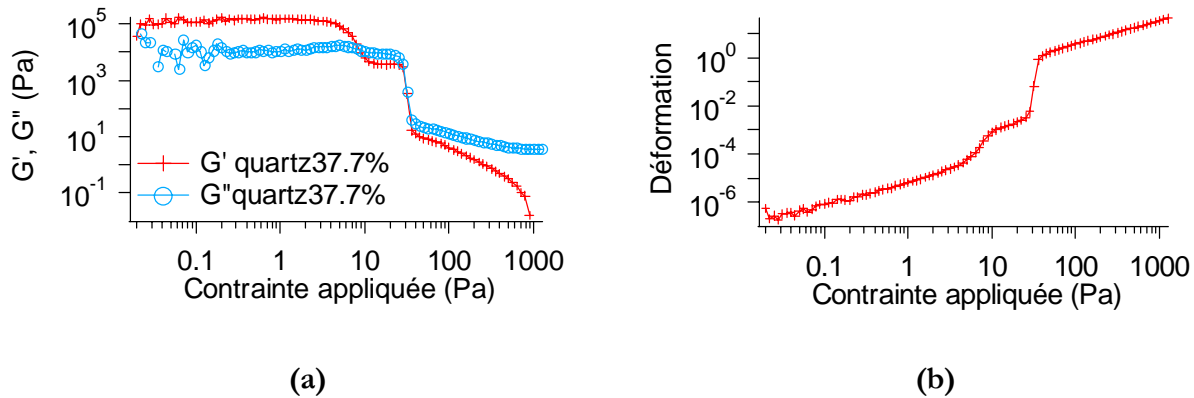 G', G" (Pa)
10^5
10^3
10^1
10^-1
G' quartz37.7%
G"quartz37.7%
0.1 1 10 100 1000
Contrainte appliquée (Pa)
(a)
Déformation
10^0
10^-2
10^-4
10^-6
0.1 1 10 100 1000
Contrainte appliquée (Pa)
(b)